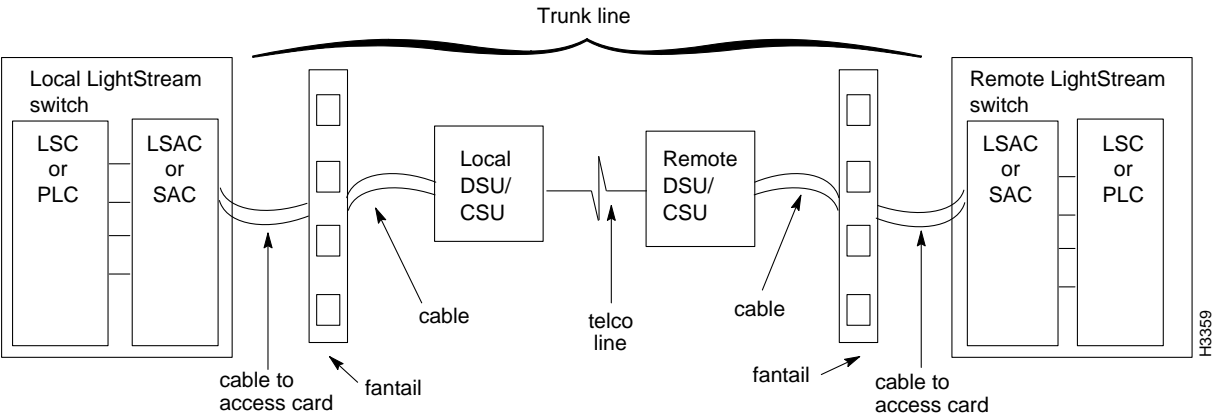 Trunk line
Local LightStream
switch
LSC
or
PLC
LSAC
or
SAC
Local
DSU/
CSU
Remote
DSU/
CSU
Remote LightStream
switch
LSAC
or
SAC
LSC
or
PLC
cable
telco
line
cable
cable to
access card
fantail
fantail
cable to
access card
H3359